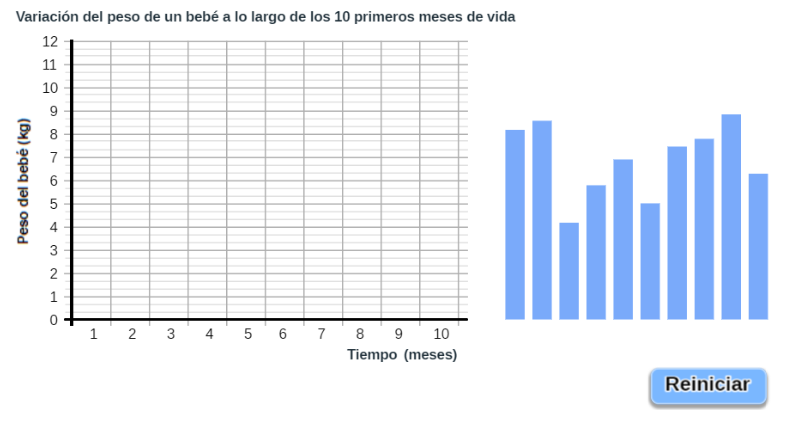 Variación del peso de un bebé a lo largo de los 10 primeros meses de vida
Peso del bebé (kg)
12
11
10
9
8
7
6
5
4
3
2
1
0
1 2 3 4 5 6 7 8 9 10
Tiempo (meses)
Reiniciar